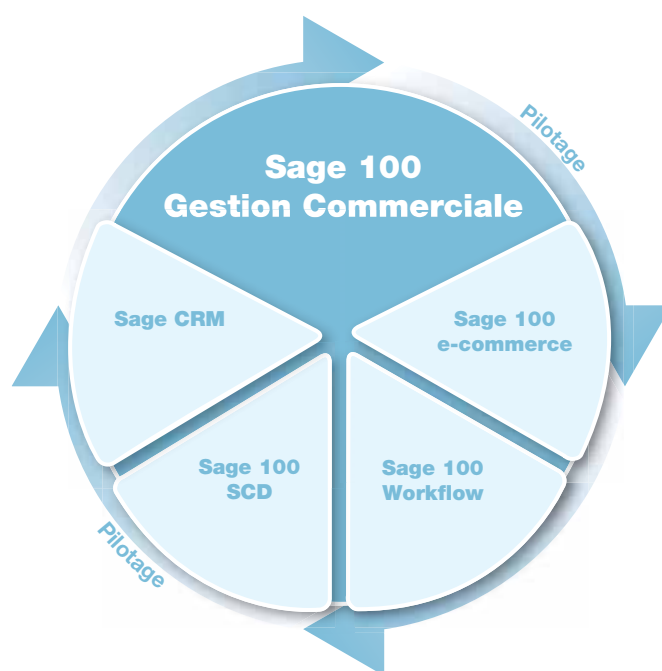 Pilotage
Sage 100
Gestion Commerciale
Sage CRM
Sage 100
e-commerce
Sage 100
SCD
Sage 100
Workflow
Pilotage